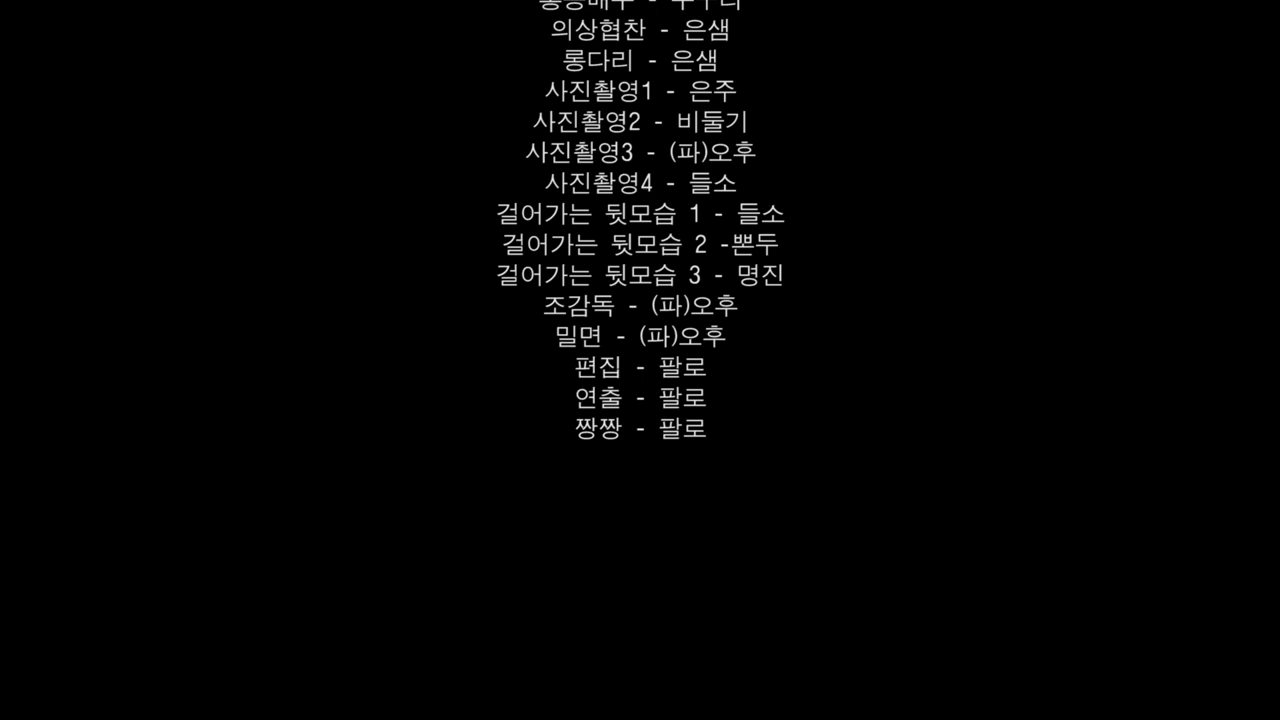 의상협찬 - 은샘
롱다리 - 은샘
사진촬영1 - 은주
사진촬영2 - 비둘기
사진촬영3 - (파)오후
사진촬영4 - 들소
걸어가는 뒷모습 1 - 들소
걸어가는 뒷모습 2 -뽄두
걸어가는 뒷모습 3 - 명진
조감독 - (파)오후
밀면 - (파)오후
편집 - 팔로
연출 - 팔로
짱짱 - 팔로